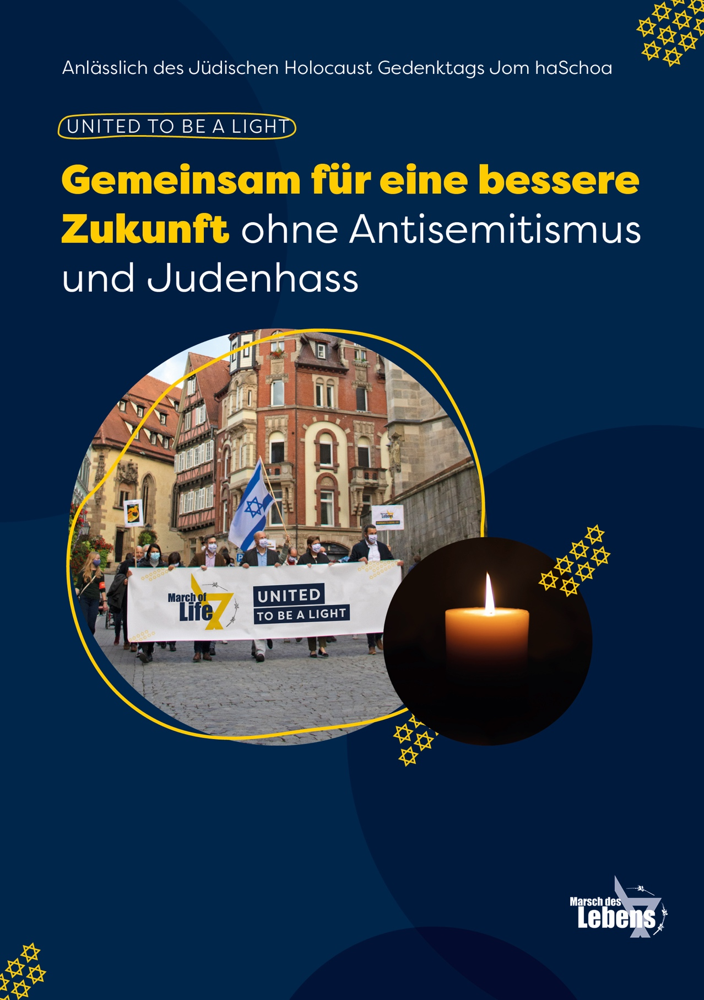 Anlässlich des Jüdischen Holocaust Gedenktags Jom haSchoa
UNITED TO BE A LIGHT
Gemeinsam für eine bessere
Zukunft ohne Antisemitismus
und Judenhass
Lebens
P
March of
Life
UNITED
TO BE A LIGHT
Marsch des
Lebens